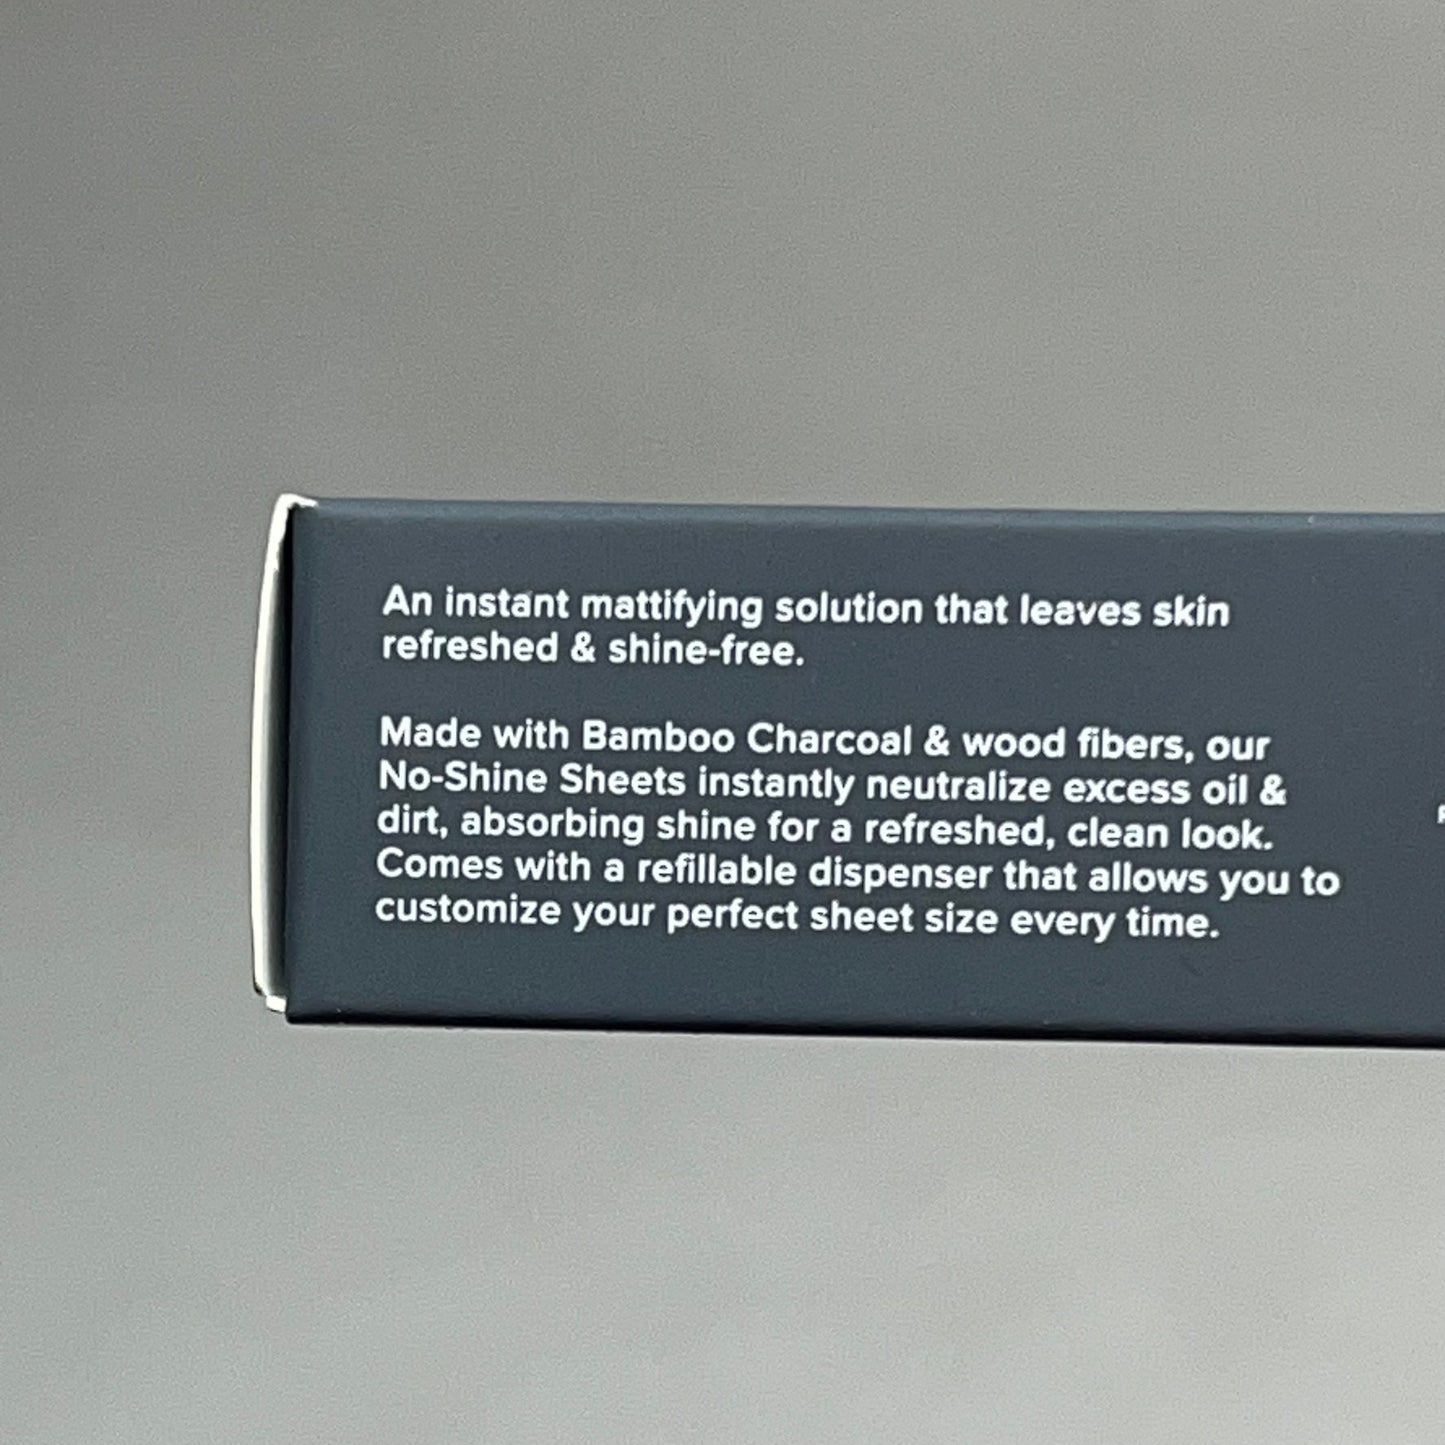 An instant mattifying solution that leaves skin
refreshed & shine-free.
Made with Bamboo Charcoal & wood fibers, our
No-Shine Sheets instantly neutralize excess oil &
dirt, absorbing shine for a refreshed, clean look.
Comes with a refillable dispenser that allows you to
customize your perfect sheet size every time.